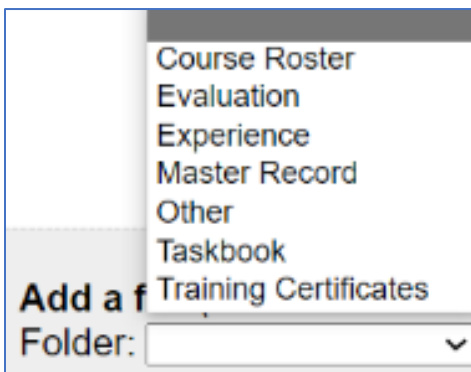 Course Roster
Evaluation
Experience
Master Record
Other
Taskbook
Training Certificates
Add a f
Folder: